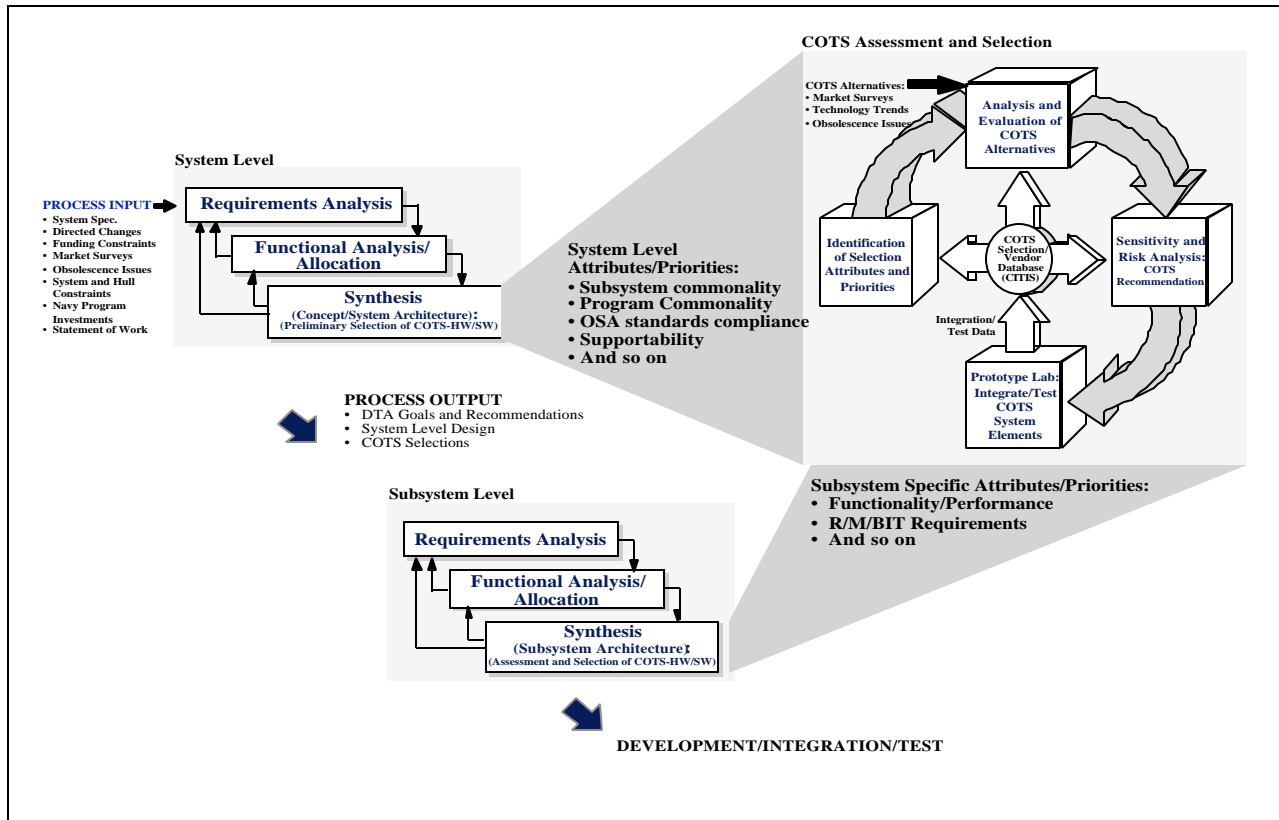 COTS Assessment and Selection
COTS Alternatives:
• Market Surveys
• Technology Trends
• Obsolescence Issues
Analysis and
Evaluation of
COTS
Alternatives
Identification
of Selection
Attributes and
Priorities
COTS
Selection/
Vendor
Database
(CITIS)
Sensitivity and
Risk Analysis:
COTS
Recommendation
Integration/
Test Data
Prototype Lab:
Integrate/Test
COTS
System
Elements
System Level
PROCESS INPUT
• System Spec.
• Directed Changes
• Funding Constraints
• Market Surveys
• Obsolescence Issues
• System and Hull
Constraints
• Navy Program
Investments
• Statement of Work
Requirements Analysis
Functional Analysis/
Allocation
Synthesis
(Concept/System Architecture):
(Preliminary Selection of COTS-HW/SW)
System Level
Attributes/Priorities:
• Subsystem commonality
• Program Commonality
• OSA standards compliance
• Supportability
• And so on
PROCESS OUTPUT
• DTA Goals and Recommendations
• System Level Design
• COTS Selections
Subsystem Level
Requirements Analysis
Functional Analysis/
Allocation
Synthesis
(Subsystem Architecture):
(Assessment and Selection of COTS-HW/SW)
Subsystem Specific Attributes/Priorities:
• Functionality/Performance
• R/M/BIT Requirements
• And so on
DEVELOPMENT/INTEGRATION/TEST